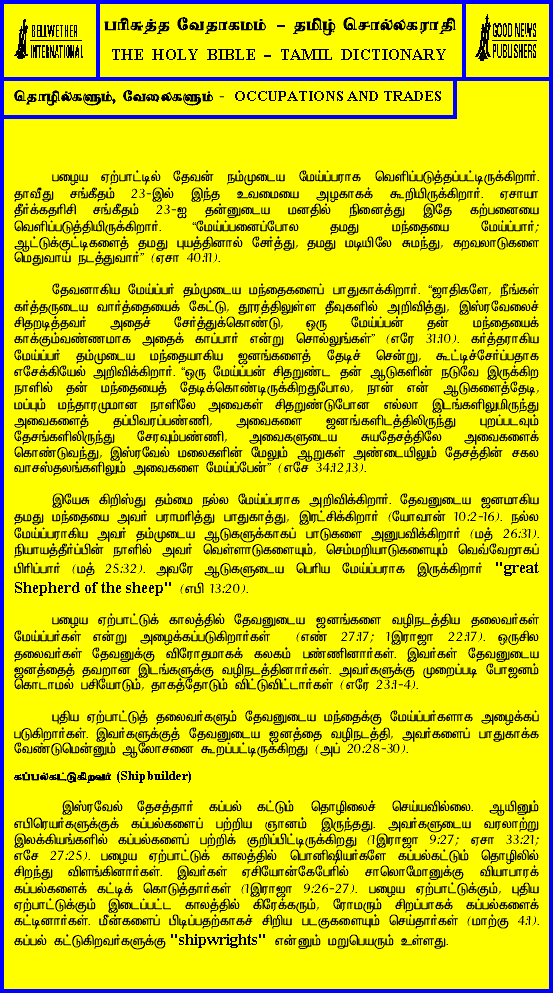 BELLWETHER
INTERNATIONAL
பரிசுத்த வேதாகமம் – தமிழ் சொல்லகராதி
THE HOLY BIBLE – TAMIL DICTIONARY
GOOD NEWS
PUBLISHERS
தொழில்களும், வேலைகளும் - OCCUPATIONS AND TRADES
பழைய ஏற்பாட்டில் தேவன் நம்முடைய மேய்ப்பராக வெளிப்படுத்தப்பட்டிருக்கிறார்.
தாவீது சங்கீதம் 23-இல் இந்த உவமையை அழகாகக் கூறியிருக்கிறார். ஏசாயா
தீர்க்கதரிசி சங்கீதம் 23-ஐ தன்னுடைய மனதில் நினைத்து இதே கற்பனையை
வெளிப்படுத்தியிருக்கிறார். “மேய்ப்பனைப்போல தமது மந்தையை மேய்ப்பார்;
ஆட்டுக்குட்டிகளைத் தமது புயத்தினால் சேர்த்து, தமது மடியிலே சுமந்து, கறவலாடுகளை
மெதுவாய் நடத்துவார்” (ஏசா 40:11).
தேவனாகிய மேய்ப்பர் தம்முடைய மந்தைகளைப் பாதுகாக்கிறார். “ஜாதிகளே, நீங்கள்
கர்த்தருடைய வார்த்தையைக் கேட்டு, தூரத்திலுள்ள தீவுகளில் அறிவித்து, இஸ்ரவேலைச்
சிதறடித்தவர் அதைச் சேர்த்துக்கொண்டு, ஒரு மேய்ப்பன் தன் மந்தையைக்
காக்கும்வண்ணமாக அதைக் காப்பார் என்று சொல்லுங்கள்” (எரே 31:10). கர்த்தராகிய
மேய்ப்பர் தம்முடைய மந்தையாகிய ஜனங்களைத் தேடிச் சென்று, கூட்டிச்சேர்ப்பதாக
எசேக்கியேல் அறிவிக்கிறார். “ஒரு மேய்ப்பன் சிதறுண்ட தன் ஆடுகளின் நடுவே இருக்கிற
நாளில் தன் மந்தையைத் தேடிக்கொண்டிருக்கிறதுபோல, நான் என் ஆடுகளைத்தேடி,
மப்பும் மந்தாரமுமான நாளிலே அவைகள் சிதறுண்டுபோன எல்லா இடங்களிலுமிருந்து
அவைகளைத் தப்பிவரப்பண்ணி, அவைகளை ஜனங்களிடத்திலிருந்து புறப்படவும்
தேசங்களிலிருந்து சேரவும்பண்ணி, அவைகளுடைய சுயதேசத்திலே அவைகளைக்
கொண்டுவந்து, இஸ்ரவேல் மலைகளின் மேலும் ஆறுகள் அண்டையிலும் தேசத்தின் சகல
வாசஸ்தலங்களிலும் அவைகளை மேய்ப்பேன்” (எசே 34:12,13).
இயேசு கிறிஸ்து தம்மை நல்ல மேய்ப்பராக அறிவிக்கிறார். தேவனுடைய ஜனமாகிய
தமது மந்தையை அவர் பராமரித்து பாதுகாத்து, இரட்சிக்கிறார் (யோவான் 10:2-16). நல்ல
மேய்ப்பராகிய அவர் தம்முடைய ஆடுகளுக்காகப் பாடுகளை அனுபவிக்கிறார் (மத் 26:31).
நியாயத்தீர்ப்பின் நாளில் அவர் வெள்ளாடுகளையும், செம்மறியாடுகளையும் வெவ்வேறாகப்
பிரிப்பார் (மத் 25:32). அவரே ஆடுகளுடைய பெரிய மேய்ப்பராக இருக்கிறார் "great
Shepherd of the sheep" (எபி 13:20).
பழைய ஏற்பாட்டுக் காலத்தில் தேவனுடைய ஜனங்களை வழிநடத்திய தலைவர்கள்
மேய்ப்பர்கள் என்று அழைக்கப்படுகிறார்கள் (எண் 27:17; 1இராஜா 22:17). ஒருசில
தலைவர்கள் தேவனுக்கு விரோதமாகக் கலகம் பண்ணினார்கள். இவர்கள் தேவனுடைய
ஜனத்தைத் தவறான இடங்களுக்கு வழிநடத்தினார்கள். அவர்களுக்கு முறைப்படி போஜனம்
கொடாமல் பசியோடும், தாகத்தோடும் விட்டுவிட்டார்கள் (எரே 23:1-4).
புதிய ஏற்பாட்டுத் தலைவர்களும் தேவனுடைய மந்தைக்கு மேய்ப்பர்களாக அழைக்கப்
படுகிறார்கள். இவர்களுக்குத் தேவனுடைய ஜனத்தை வழிநடத்தி, அவர்களைப் பாதுகாக்க
வேண்டுமென்னும் ஆலோசனை கூறப்பட்டிருக்கிறது (அப் 20:28-30).
கப்பல்கட்டுகிறவர் (Ship builder)
இஸ்ரவேல் தேசத்தார் கப்பல் கட்டும் தொழிலைச் செய்யவில்லை. ஆயினும்
எபிரெயர்களுக்குக் கப்பல்களைப் பற்றிய ஞானம் இருந்தது. அவர்களுடைய வரலாற்று
இலக்கியங்களில் கப்பல்களைப் பற்றிக் குறிப்பிட்டிருக்கிறது (1இராஜா 9:27; ஏசா 33:21;
எசே 27:25). பழைய ஏற்பாட்டுக் காலத்தில் பொனிஷியர்களே கப்பல்கட்டும் தொழிலில்
சிறந்து விளங்கினார்கள். இவர்கள் ஏசியோன்கேபேரில் சாலொமோனுக்கு வியாபாரக்
கப்பல்களைக் கட்டிக் கொடுத்தார்கள் (1இராஜா 9:26-27). பழைய ஏற்பாட்டுக்கும், புதிய
ஏற்பாட்டுக்கும் இடைப்பட்ட காலத்தில் கிரேக்கரும், ரோமரும் சிறப்பாகக் கப்பல்களைக்
கட்டினார்கள். மீன்களைப் பிடிப்பதற்காகச் சிறிய படகுகளையும் செய்தார்கள் (மாற்கு 4:1).
கப்பல் கட்டுகிறவர்களுக்கு "shipwrights" என்னும் மறுபெயரும் உள்ளது.